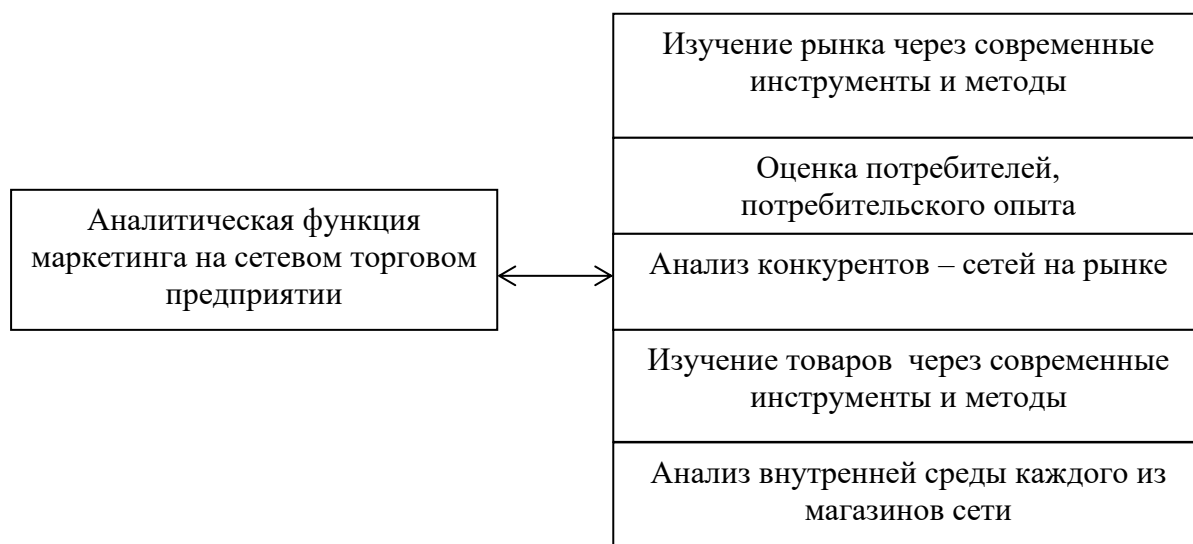 Аналитическая функция
маркетинга на сетевом торговом
предприятии
Изучение рынка через современные
инструменты и методы
Оценка потребителей,
потребительского опыта
Анализ конкурентов – сетей на рынке
Изучение товаров через современные
инструменты и методы
Анализ внутренней среды каждого из
магазинов сети